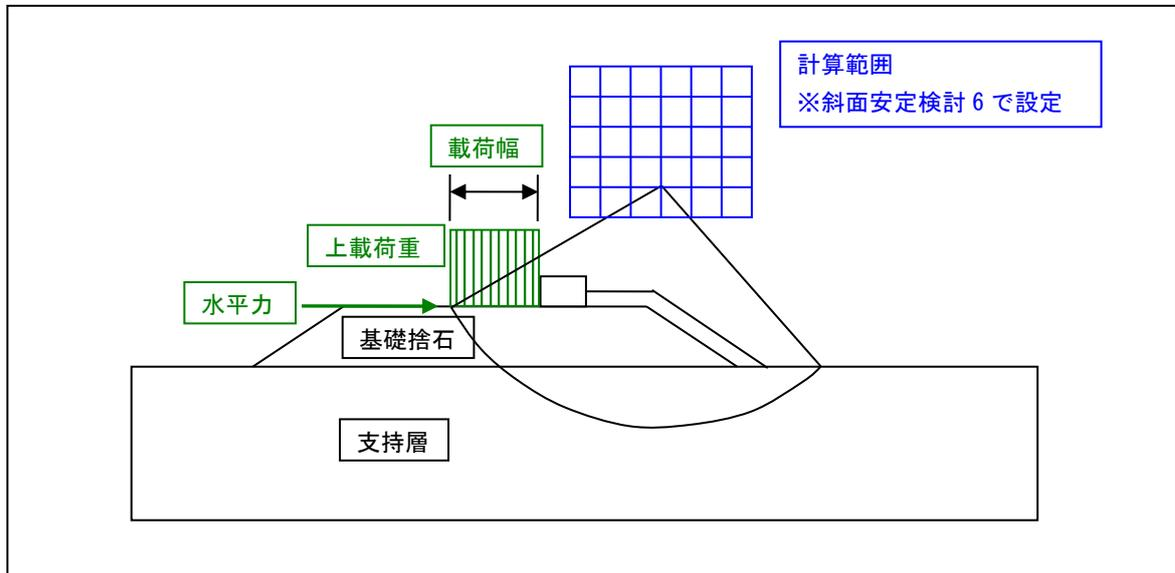 計算範囲
※斜面安定検討 6 で設定
載荷幅
上載荷重
水平力
基礎捨石
支持層